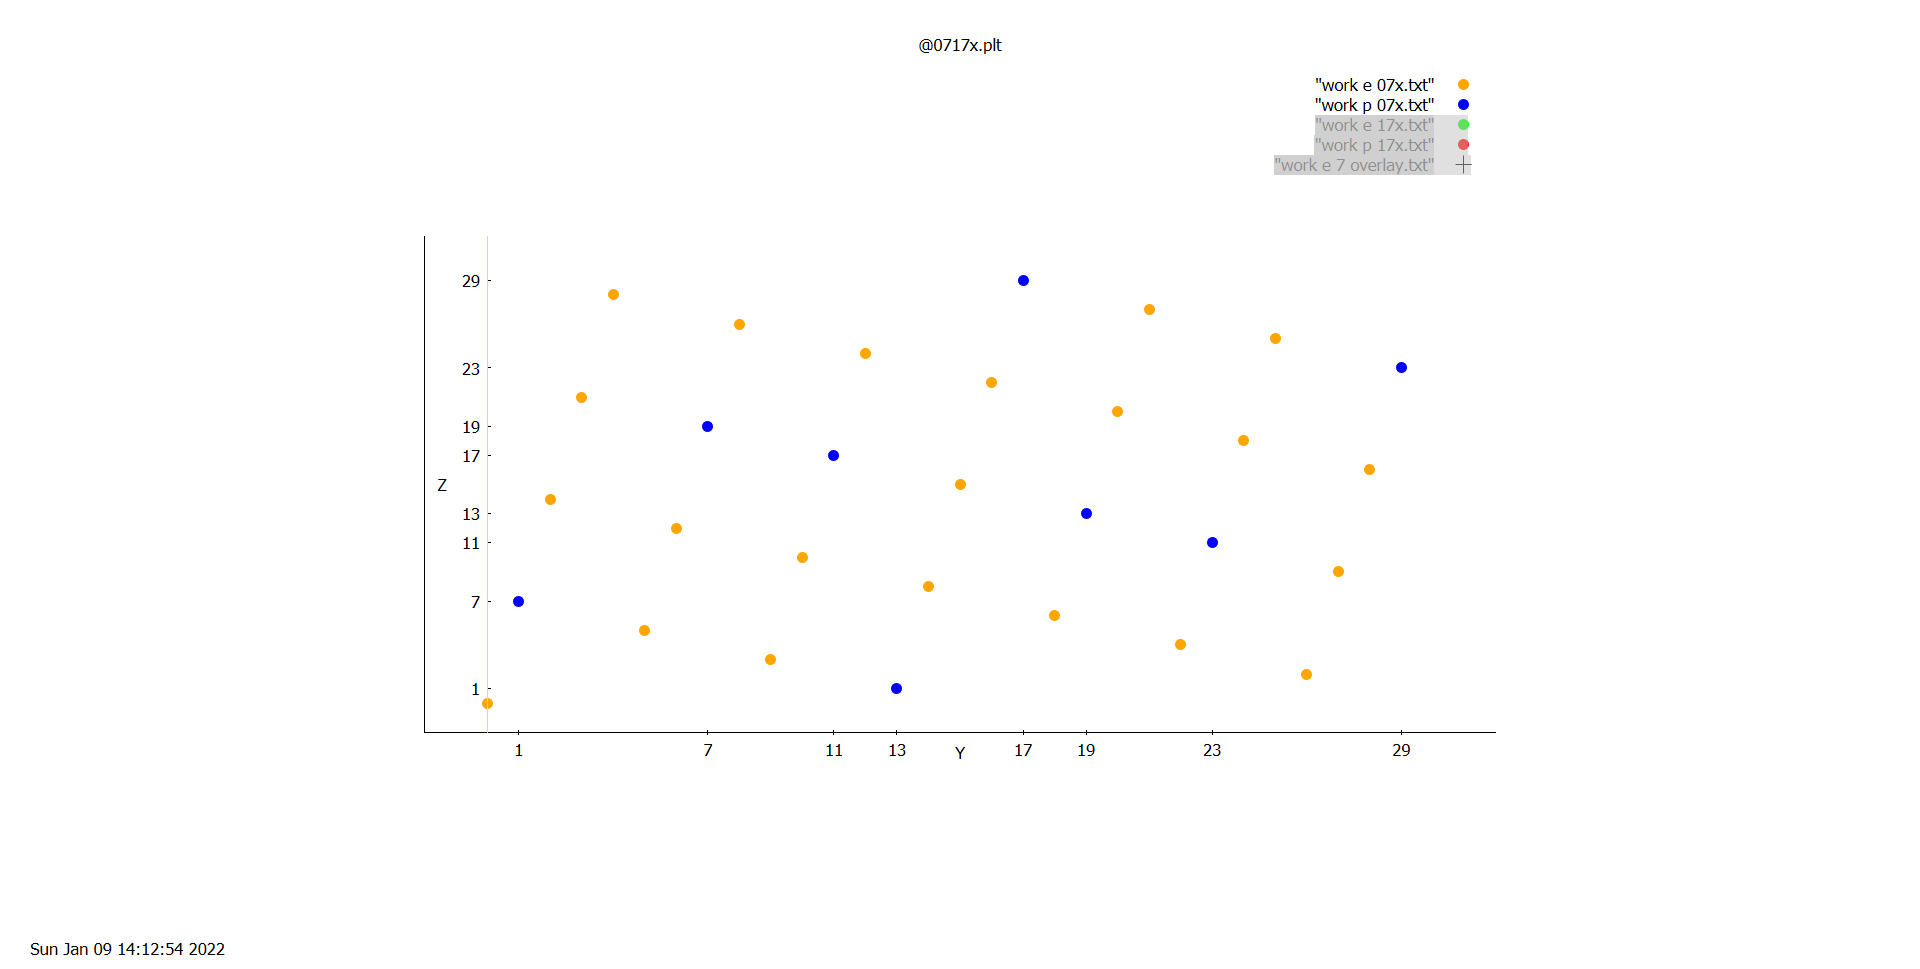 @0717x.plt
"work e 07x.txt"
"work p 07x.txt"
"work e 17x.txt"
"work p 17x.txt"
"work e 7 overlay.txt"
29
23
19
17
Z
13
11
7
1
1 7 11 13 Y 17 19 23 29
Sun Jan 09 14:12:54 2022